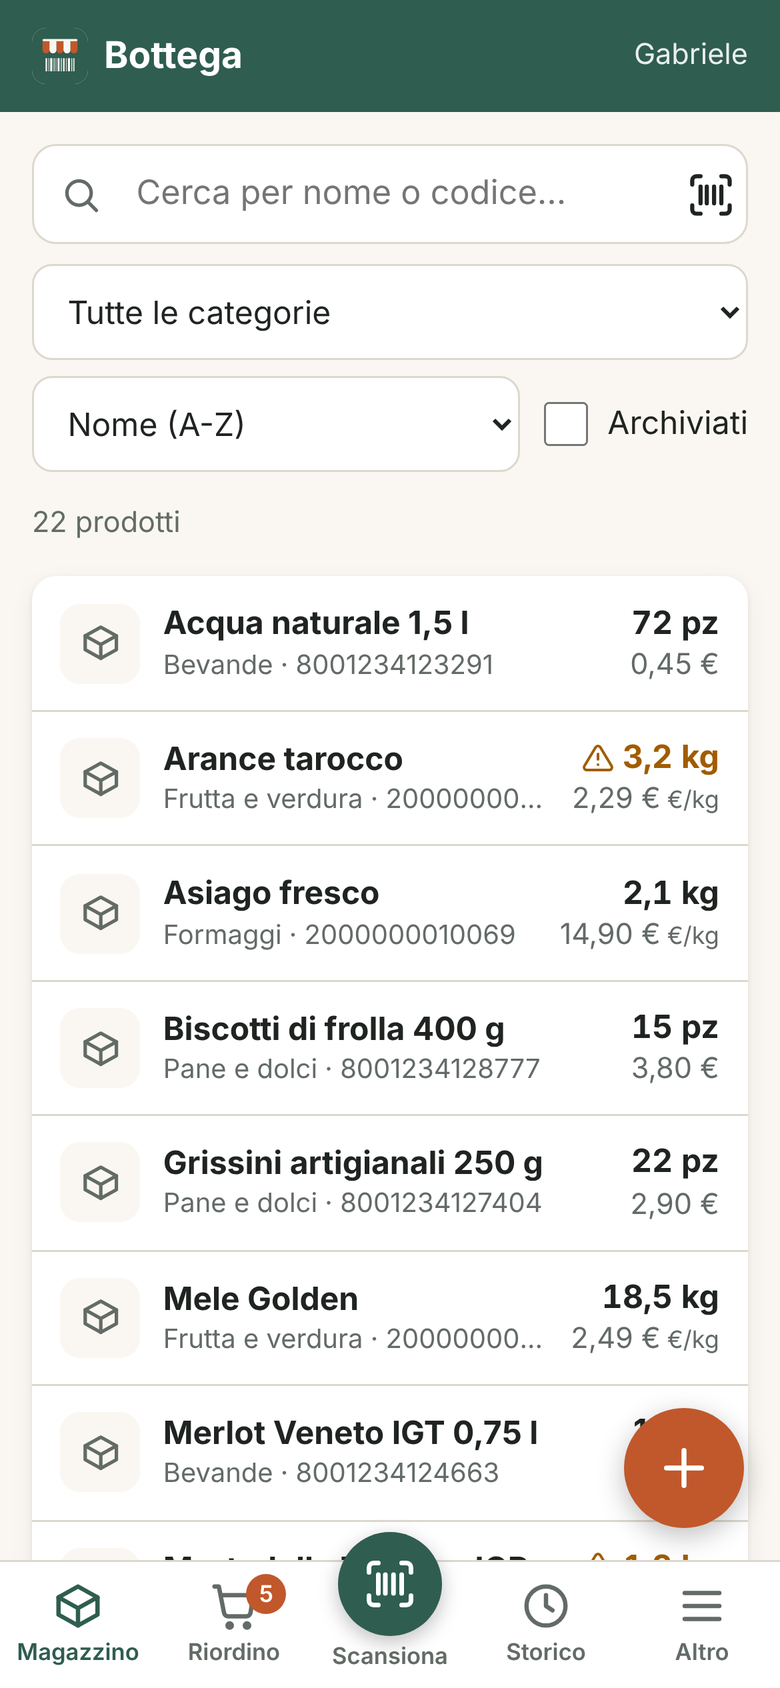 Bottega
Gabriele
Cerca per nome o codice...
Tutte le categorie
Nome (A-Z)
Archiviati
22 prodotti
Acqua naturale 1,5 l
72 pz
Bevande · 8001234123291
0,45 €
Arance tarocco
3,2 kg
Frutta e verdura · 20000000...
2,29 € €/kg
Asiago fresco
2,1 kg
Formaggi · 2000000010069
14,90 € €/kg
Biscotti di frolla 400 g
15 pz
Pane e dolci · 8001234128777
3,80 €
Grissini artigianali 250 g
22 pz
Pane e dolci · 8001234127404
2,90 €
Mele Golden
18,5 kg
Frutta e verdura · 20000000...
2,49 € €/kg
Merlot Veneto IGT 0,75 l
Bevande · 8001234124663
Magazzino
Riordino
5
Scansiona
Storico
Altro